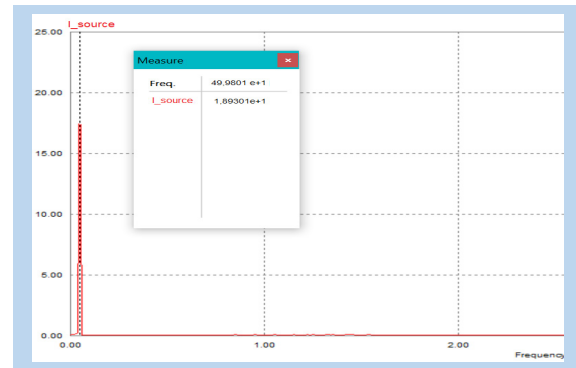 I_source
25.00
Measure ×
Freq. 49,9801 e+1
I_source 1,89301e+1
20.00
15.00
10.00
5.00
0.00
0.00 1.00 2.00
Frequency